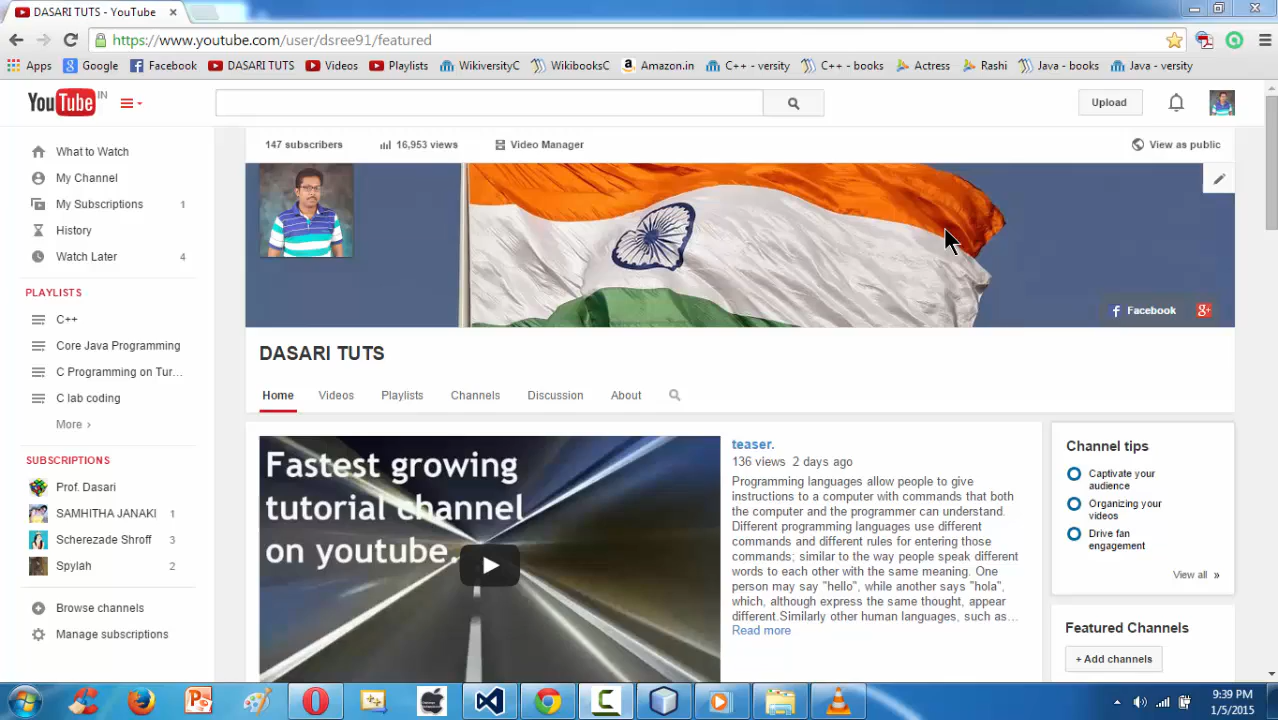 DASARI TUTS - YouTube
https://www.youtube.com/user/dsree91/featured
Apps Google Facebook DASARI TUTS Videos Playlists WikiversityC WikibooksC Amazon.in C++ - versity C++ - books Actress Rashi Java - books Java - versity
YouTube IN
Upload
What to Watch
My Channel
My Subscriptions 1
History
Watch Later 4
PLAYLISTS
C++
Core Java Programming
C Programming on Tur...
C lab coding
More ›
SUBSCRIPTIONS
Prof. Dasari
SAMHITHA JANAKI 1
Scherezade Shroff 3
Spylah 2
Browse channels
Manage subscriptions
147 subscribers 16,953 views Video Manager View as public
Facebook
DASARI TUTS
Home Videos Playlists Channels Discussion About
Fastest growing
tutorial channel
on youtube.
teaser.
136 views 2 days ago
Programming languages allow people to give
instructions to a computer with commands that both
the computer and the programmer can understand.
Different programming languages use different
commands and different rules for entering those
commands; similar to the way people speak different
words to each other with the same meaning. One
person may say "hello", while another says "hola",
which, although express the same thought, appear
different.Similarly other human languages, such as...
Read more
Channel tips
Captivate your
audience
Organizing your
videos
Drive fan
engagement
View all »
Featured Channels
+ Add channels
9:39 PM
1/5/2015